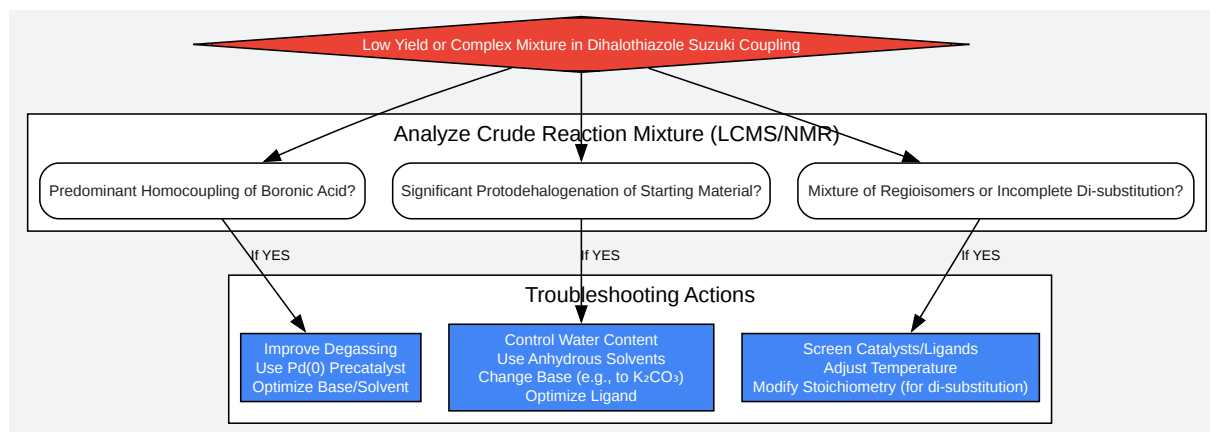 Low Yield or Complex Mixture in Dihalothiazole Suzuki Coupling
Analyze Crude Reaction Mixture (LCMS/NMR)
Predominant Homocoupling of Boronic Acid?
Significant Protodehalogenation of Starting Material?
Mixture of Regioisomers or Incomplete Di-substitution?
If YES
If YES
If YES
Troubleshooting Actions
Improve Degassing
Use Pd(0) Precatalyst
Optimize Base/Solvent
Control Water Content
Use Anhydrous Solvents
Change Base (e.g., to K₂CO₃)
Optimize Ligand
Screen Catalysts/Ligands
Adjust Temperature
Modify Stoichiometry (for di-substitution)